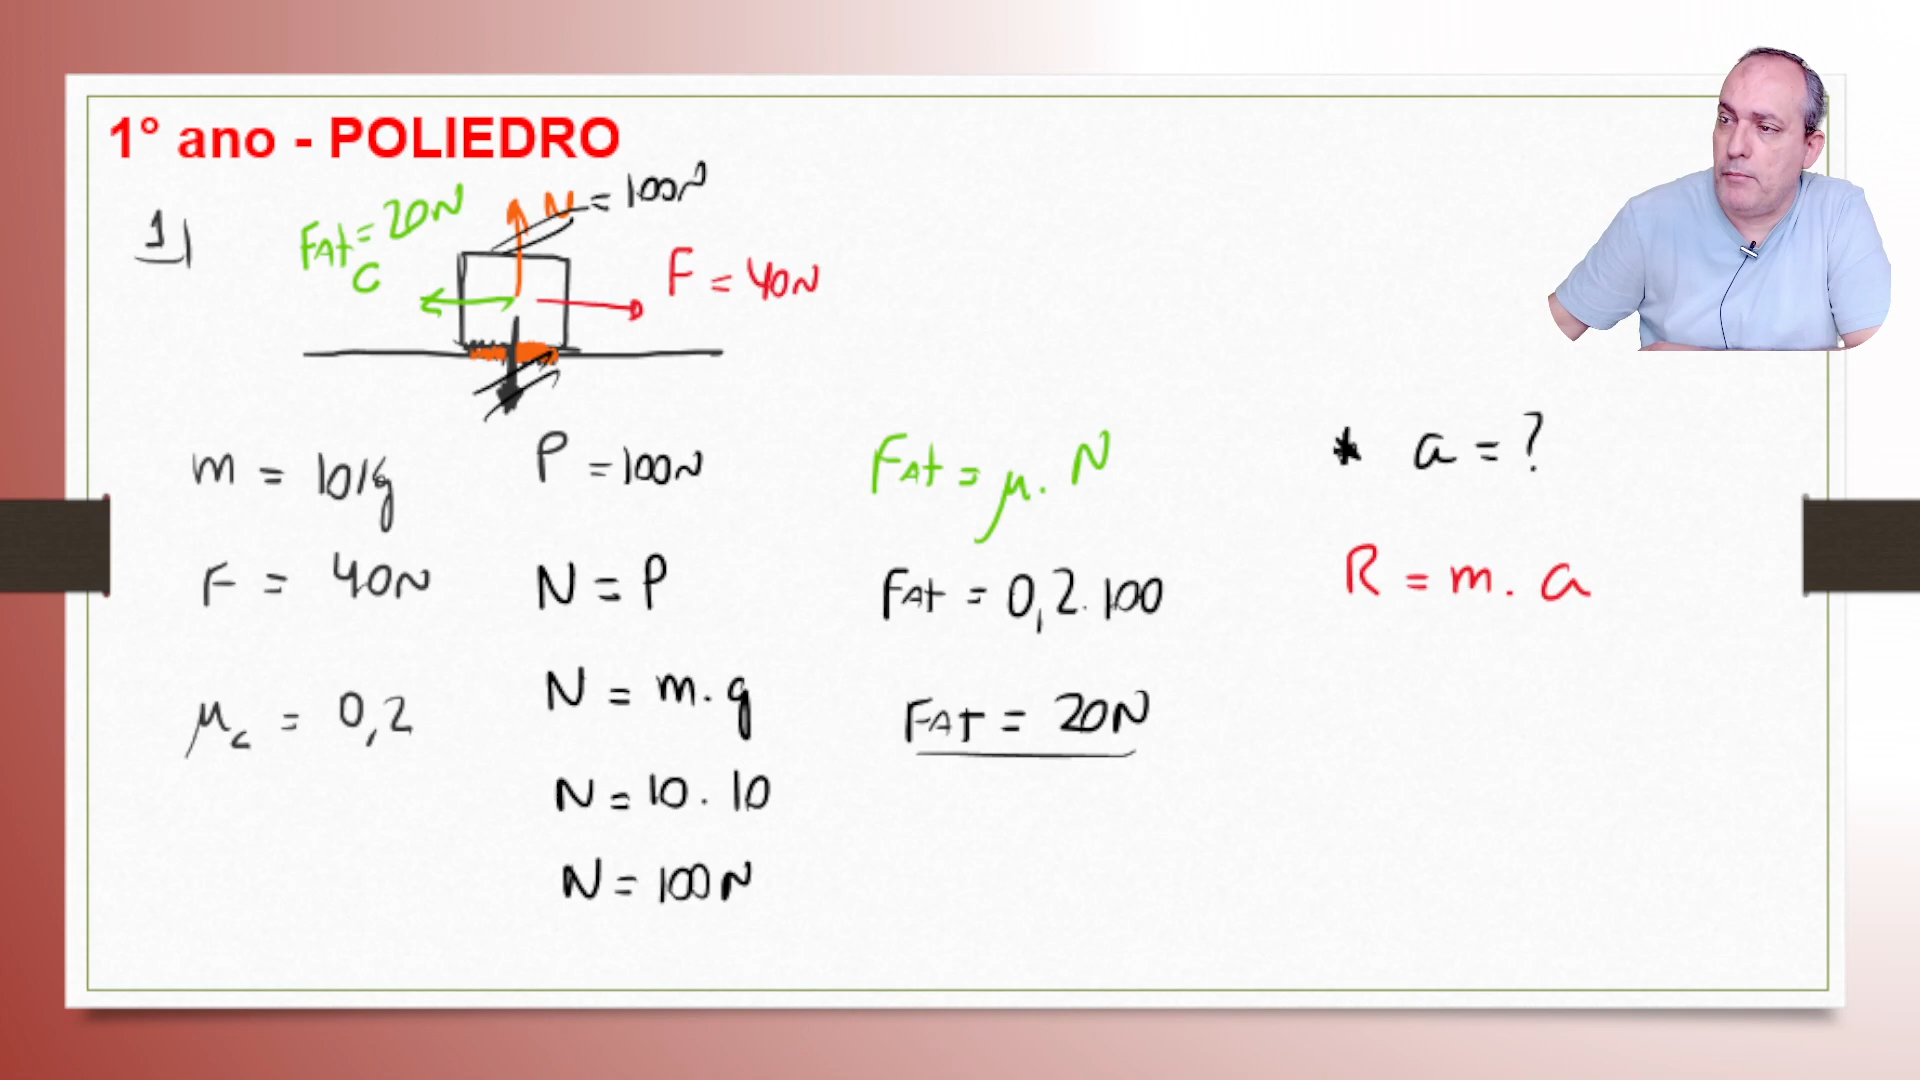 1° ano - POLIEDRO
1)
FAt = 20N
C
N = 100N
F = 40N
m = 10kg
F = 40N
μc = 0,2
P = 100N
N = P
N = m.g
N = 10.10
N = 100N
FAt = μ.N
FAt = 0,2.100
FAT = 20N
* a = ?
R = m.a